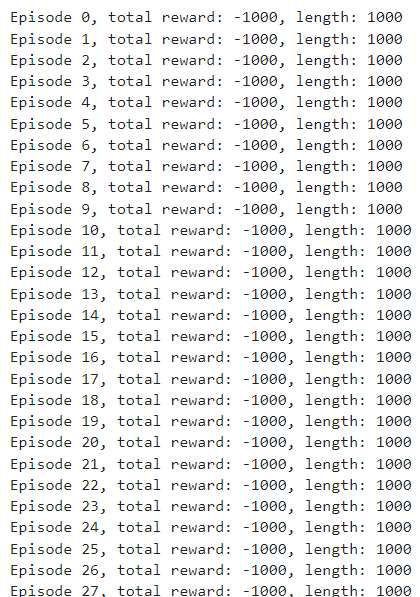 Episode 0, total reward: -1000, length: 1000
Episode 1, total reward: -1000, length: 1000
Episode 2, total reward: -1000, length: 1000
Episode 3, total reward: -1000, length: 1000
Episode 4, total reward: -1000, length: 1000
Episode 5, total reward: -1000, length: 1000
Episode 6, total reward: -1000, length: 1000
Episode 7, total reward: -1000, length: 1000
Episode 8, total reward: -1000, length: 1000
Episode 9, total reward: -1000, length: 1000
Episode 10, total reward: -1000, length: 1000
Episode 11, total reward: -1000, length: 1000
Episode 12, total reward: -1000, length: 1000
Episode 13, total reward: -1000, length: 1000
Episode 14, total reward: -1000, length: 1000
Episode 15, total reward: -1000, length: 1000
Episode 16, total reward: -1000, length: 1000
Episode 17, total reward: -1000, length: 1000
Episode 18, total reward: -1000, length: 1000
Episode 19, total reward: -1000, length: 1000
Episode 20, total reward: -1000, length: 1000
Episode 21, total reward: -1000, length: 1000
Episode 22, total reward: -1000, length: 1000
Episode 23, total reward: -1000, length: 1000
Episode 24, total reward: -1000, length: 1000
Episode 25, total reward: -1000, length: 1000
Episode 26, total reward: -1000, length: 1000
Episode 27, total reward: -1000, length: 1000